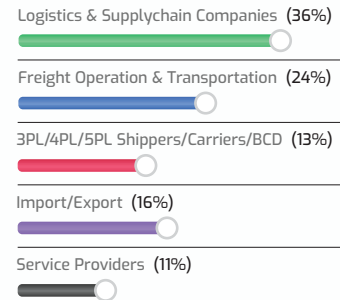 Logistics & Supplychain Companies (36%)
Freight Operation & Transportation (24%)
3PL/4PL/5PL Shippers/Carriers/BCD (13%)
Import/Export (16%)
Service Providers (11%)